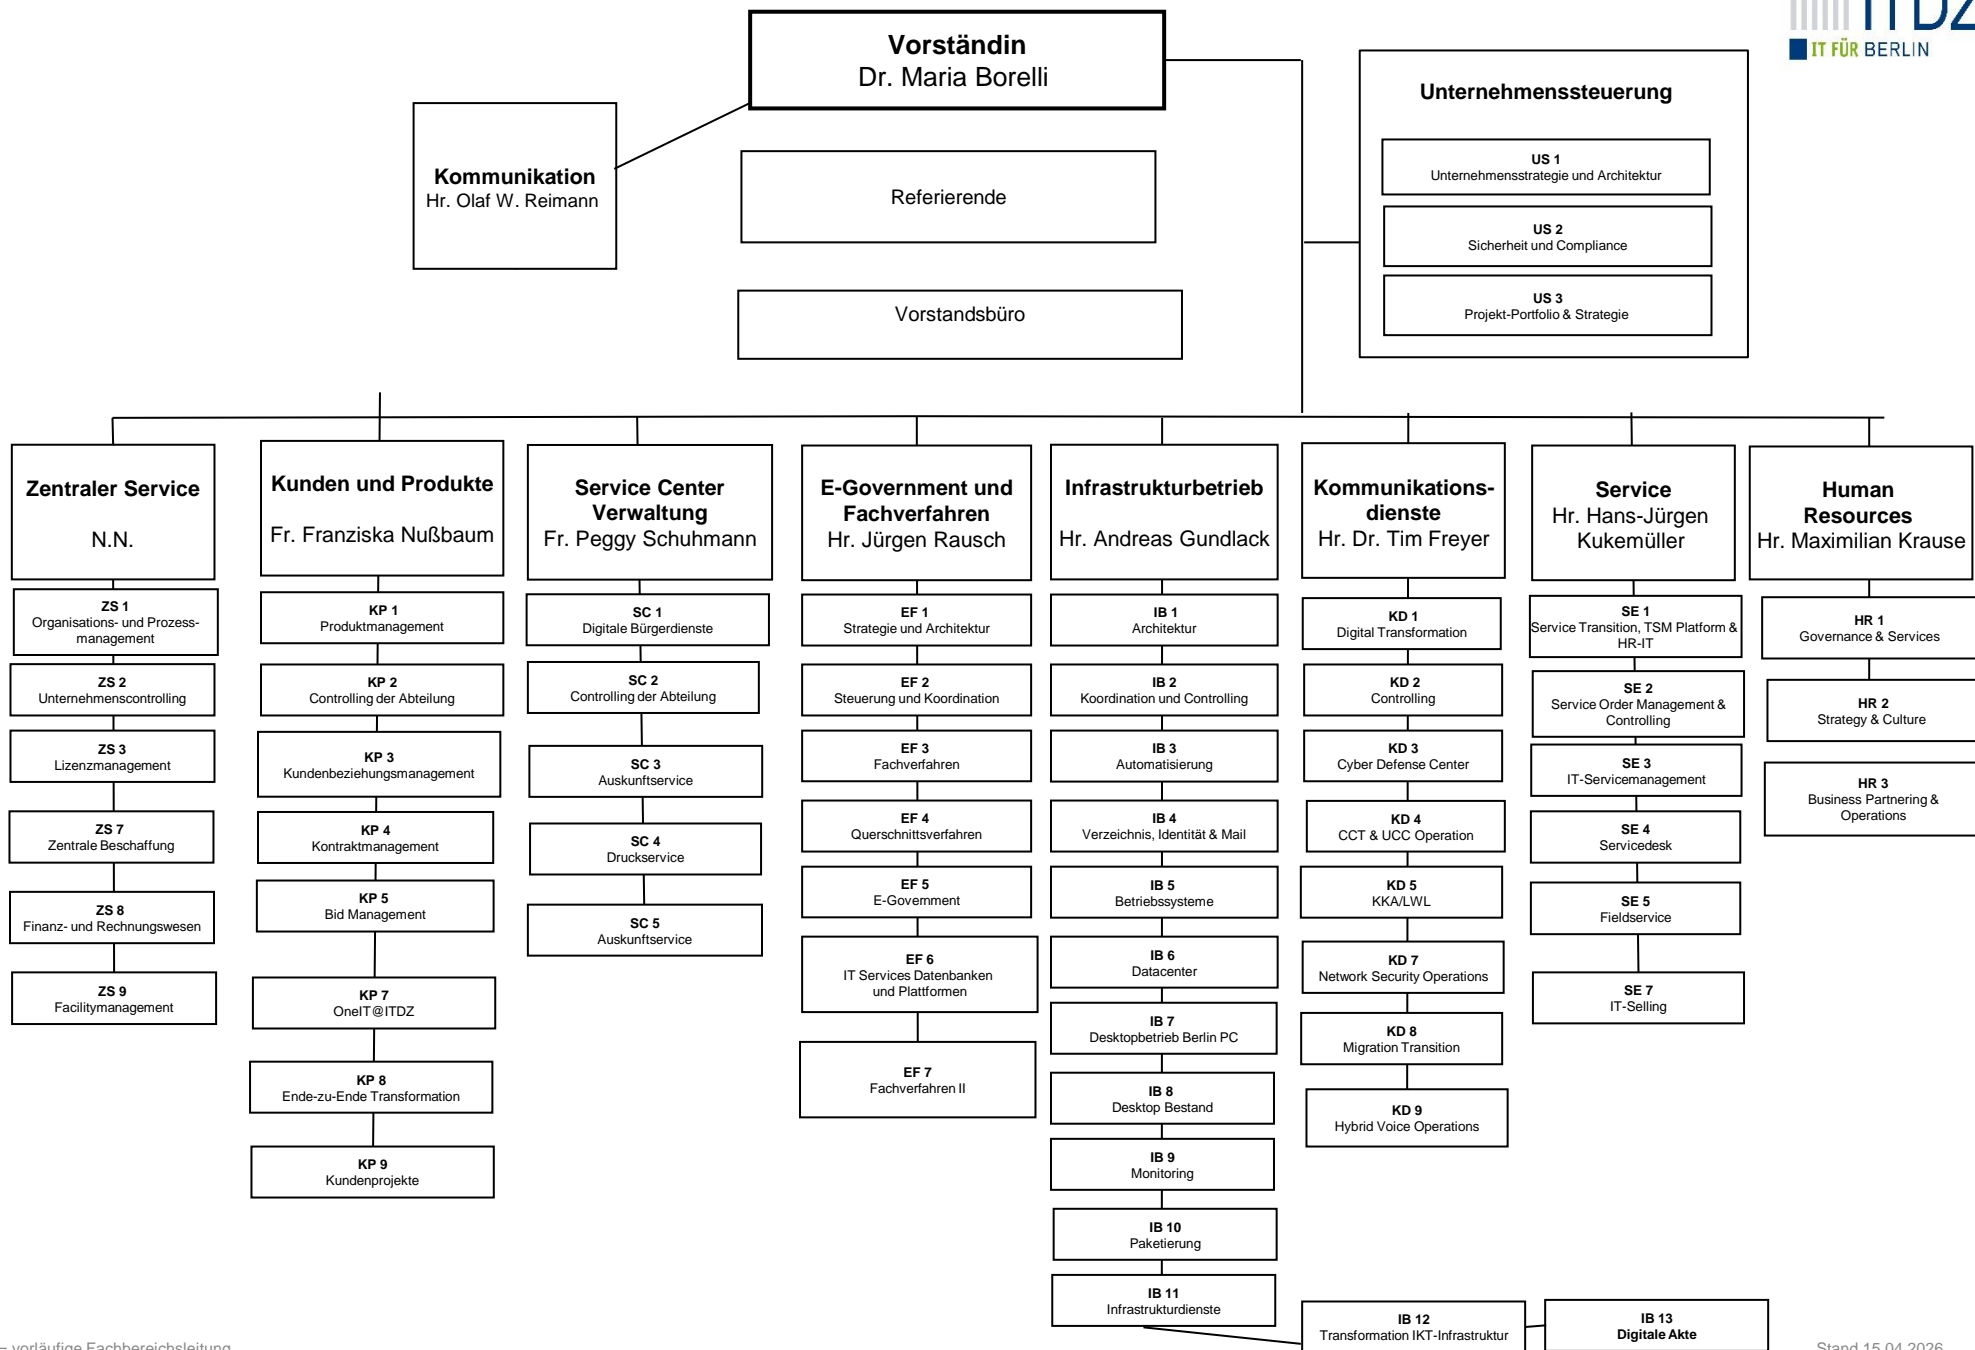 ITDZ
IT FÜR BERLIN
Vorständin
Dr. Maria Borelli
Kommunikation
Hr. Olaf W. Reimann
Referierende
Vorstandsbüro
Unternehmenssteuerung
US 1
Unternehmensstrategie und Architektur
US 2
Sicherheit und Compliance
US 3
Projekt-Portfolio & Strategie
Zentraler Service
N.N.
ZS 1
Organisations- und Prozess-
management
ZS 2
Unternehmenscontrolling
ZS 3
Lizenzmanagement
ZS 7
Zentrale Beschaffung
ZS 8
Finanz- und Rechnungswesen
ZS 9
Facilitymanagement
Kunden und Produkte
Fr. Franziska Nußbaum
KP 1
Produktmanagement
KP 2
Controlling der Abteilung
KP 3
Kundenbeziehungsmanagement
KP 4
Kontraktmanagement
KP 5
Bid Management
KP 7
OneIT@ITDZ
KP 8
Ende-zu-Ende Transformation
KP 9
Kundenprojekte
Service Center
Verwaltung
Fr. Peggy Schuhmann
SC 1
Digitale Bürgerdienste
SC 2
Controlling der Abteilung
SC 3
Auskunftservice
SC 4
Druckservice
SC 5
Auskunftservice
E-Government und
Fachverfahren
Hr. Jürgen Rausch
EF 1
Strategie und Architektur
EF 2
Steuerung und Koordination
EF 3
Fachverfahren
EF 4
Querschnittsverfahren
EF 5
E-Government
EF 6
IT Services Datenbanken
und Plattformen
EF 7
Fachverfahren II
Infrastrukturbetrieb
Hr. Andreas Gundlack
IB 1
Architektur
IB 2
Koordination und Controlling
IB 3
Automatisierung
IB 4
Verzeichnis, Identität & Mail
IB 5
Betriebssysteme
IB 6
Datacenter
IB 7
Desktopbetrieb Berlin PC
IB 8
Desktop Bestand
IB 9
Monitoring
IB 10
Paketierung
IB 11
Infrastrukturdienste
IB 12
Transformation IKT-Infrastruktur
IB 13
Digitale Akte
Kommunikations-
dienste
Hr. Dr. Tim Freyer
KD 1
Digital Transformation
KD 2
Controlling
KD 3
Cyber Defense Center
KD 4
CCT & UCC Operation
KD 5
KKA/LWL
KD 7
Network Security Operations
KD 8
Migration Transition
KD 9
Hybrid Voice Operations
Service
Hr. Hans-Jürgen
Kukemüller
SE 1
Service Transition, TSM Platform &
HR-IT
SE 2
Service Order Management &
Controlling
SE 3
IT-Servicemanagement
SE 4
Servicedesk
SE 5
Fieldservice
SE 7
IT-Selling
Human
Resources
Hr. Maximilian Krause
HR 1
Governance & Services
HR 2
Strategy & Culture
HR 3
Business Partnering &
Operations
– vorläufige Fachbereichsleitung
Stand 15.04.2026